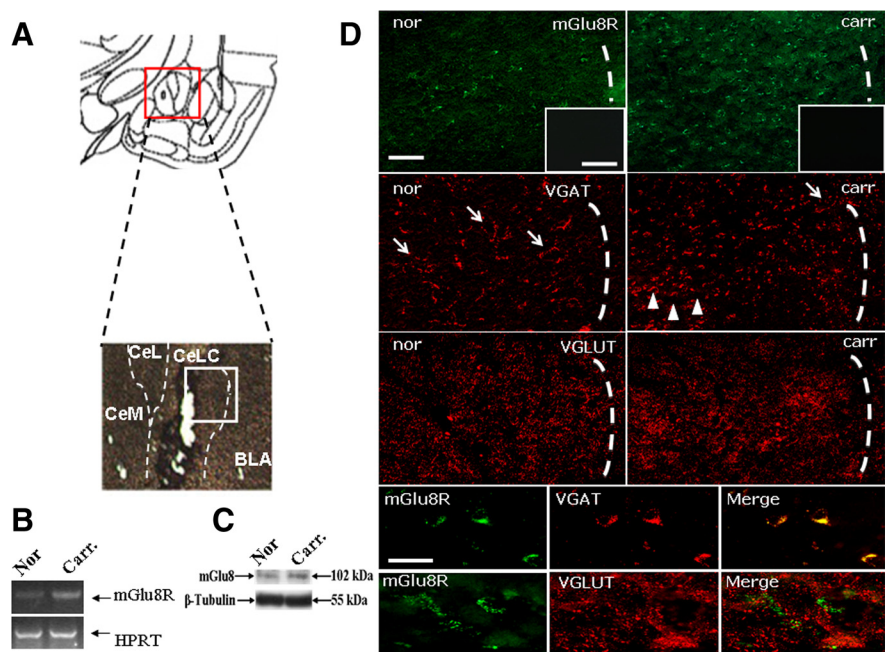 A
CeL
CeLC
CeM
BLA
B
Nor Carr.
mGlu8R
HPRT
C
Nor Carr.
mGlu8 102 kDa
β-Tubulin 55 kDa
D
nor mGlu8R carr
nor VGAT carr
nor VGLUT carr
mGlu8R VGAT Merge
mGlu8R VGLUT Merge